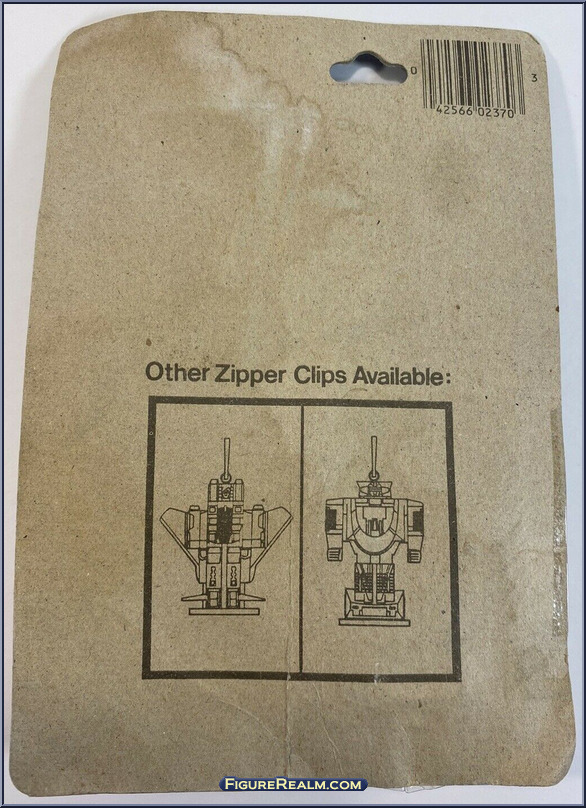 0 42566 02370 3
Other Zipper Clips Available:
FIGUREREALM.COM